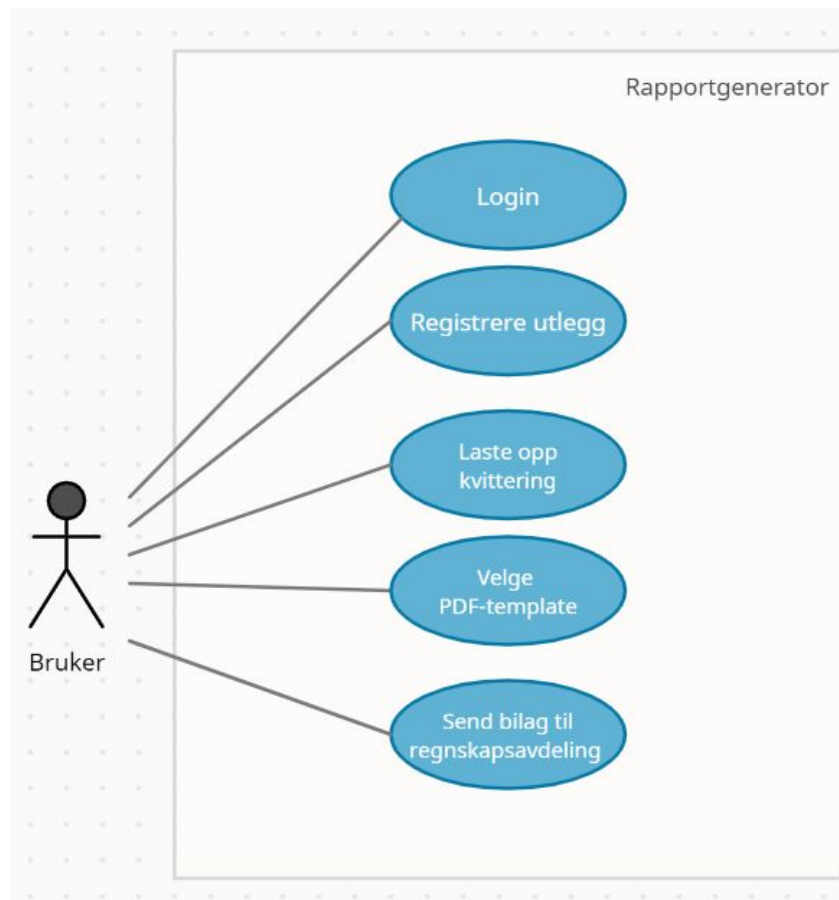 Rapportgenerator
Login
Registrere utlegg
Laste opp
kvittering
Velge
PDF-template
Bruker
Send bilag til
regnskapsavdeling